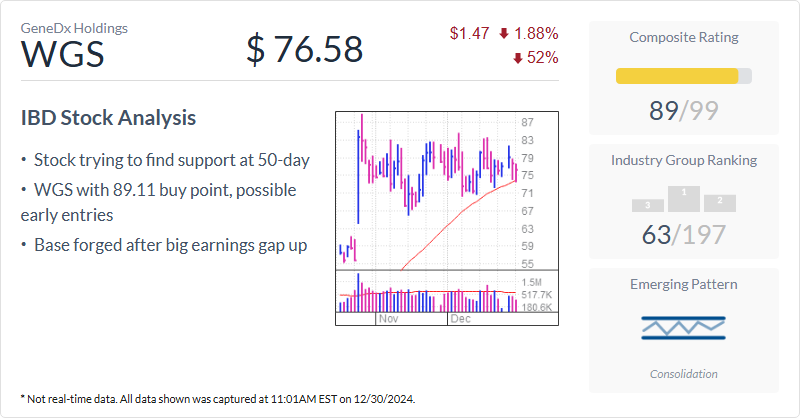 GeneDx Holdings
WGS
$ 76.58
$1.47 1.88%
52%
IBD Stock Analysis
• Stock trying to find support at 50-day
• WGS with 89.11 buy point, possible
early entries
• Base forged after big earnings gap up
87
83
79
75
71
67
63
59
55
1.5M
517.7K
180.6K
Nov Dec
* Not real-time data. All data shown was captured at 11:01AM EST on 12/30/2024.
Composite Rating
89/99
Industry Group Ranking
3 1 2
63/197
Emerging Pattern
Consolidation